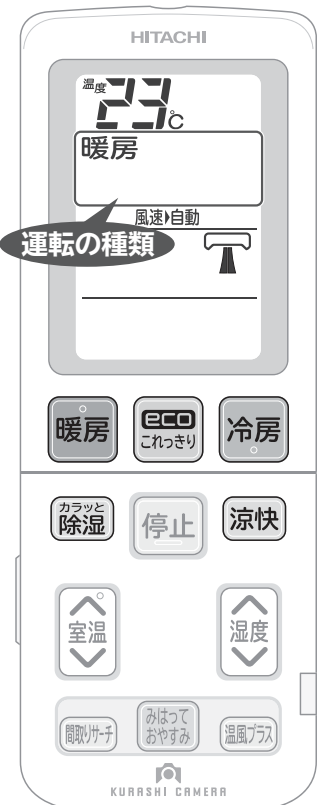 HITACHI
温度23℃
暖房
風速▶自動
運転の種類
暖房
eco
これっきり
冷房
カラッと
除湿
停止
涼快
室温
湿度
間取りサーチ
みはって
おやすみ
温風プラス
KURASHI CAMERA